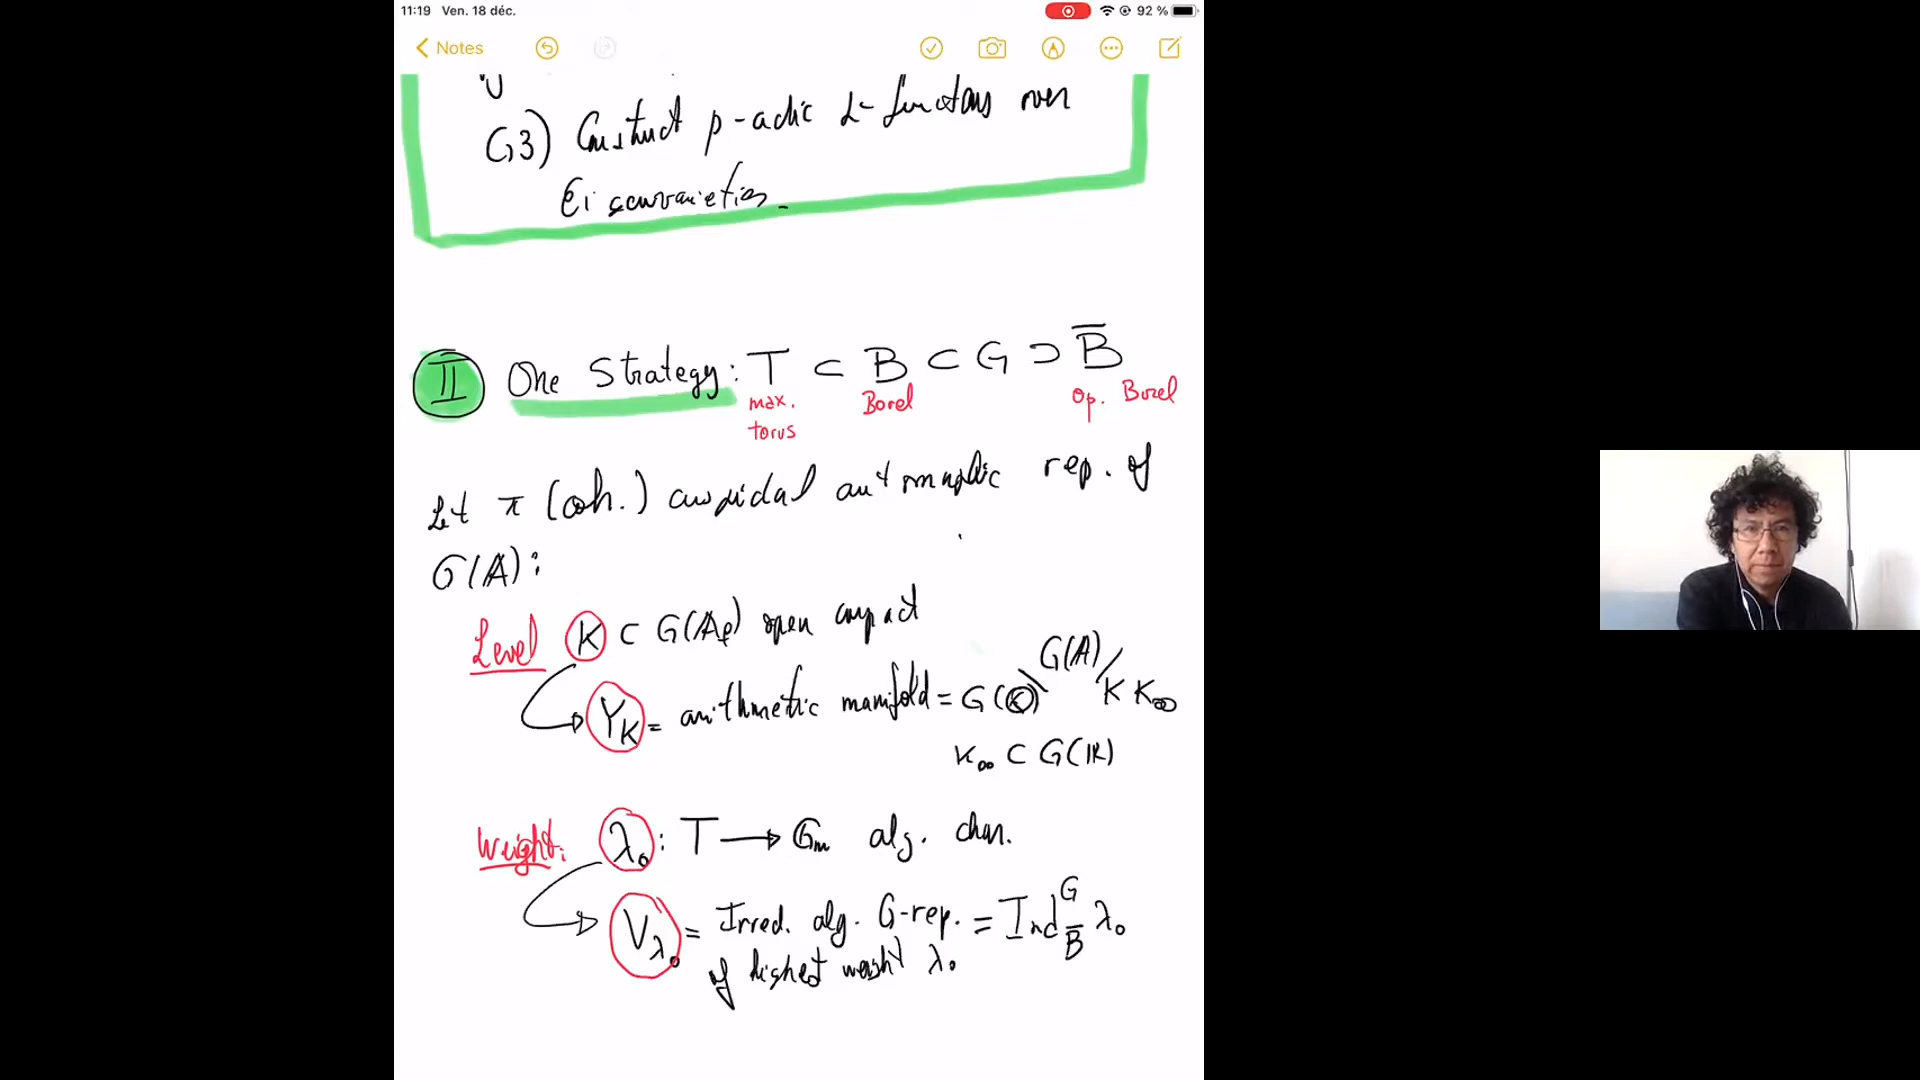 11:19 Ven. 18 déc. 92 %
Notes
G3) Construct p-adic L-functions over
Eigenvarieties.
II One Strategy: T ⊂ B ⊂ G ⊃ B̄
max. torus Borel Op. Borel
Let π (coh.) cuspidal automorphic rep. of
G(A):
Level K ⊂ G(A_f) open compact
Y_K = arithmetic manifold = G(Q)\G(A)/K K_∞
K_∞ ⊂ G(R)
Weight: λ₀: T → G_m alg. char.
V_λ₀ = Irred. alg. G-rep. = Ind_B̄^G λ₀
of highest weight λ₀